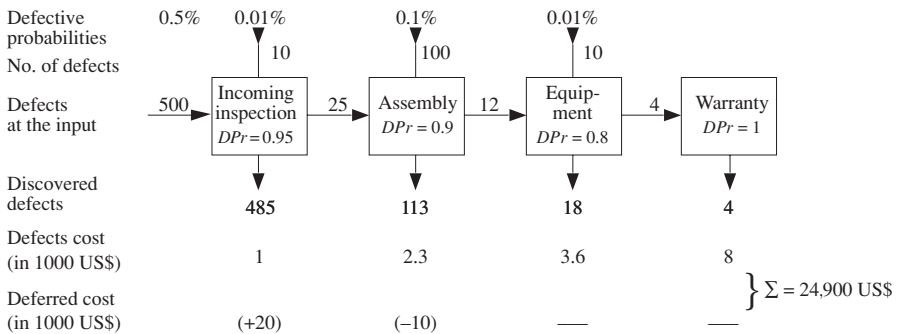 Defective probabilities 0.5% 0.01% 0.1% 0.01%
No. of defects 10 100 10
Defects at the input 500 Incoming inspection DPr = 0.95 25 Assembly DPr = 0.9 12 Equip-ment DPr = 0.8 4 Warranty DPr = 1
Discovered defects 485 113 18 4
Defects cost (in 1000 US$) 1 2.3 3.6 8
} Σ = 24,900 US$
Deferred cost (in 1000 US$) (+20) (–10) — —